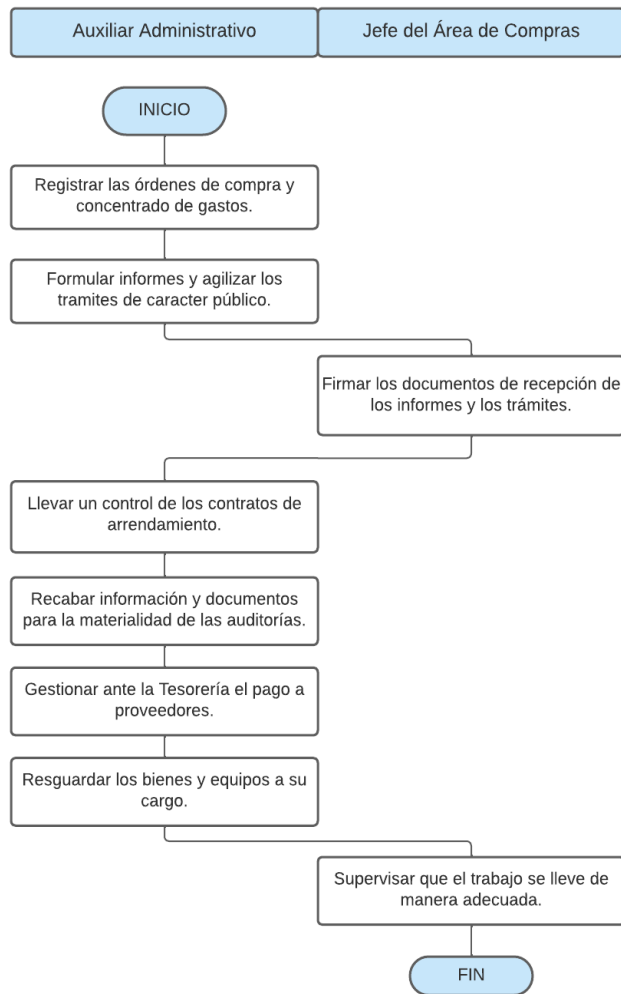 Auxiliar Administrativo
Jefe del Área de Compras
INICIO
Registrar las órdenes de compra y
concentrado de gastos.
Formular informes y agilizar los
tramites de caracter público.
Firmar los documentos de recepción de
los informes y los trámites.
Llevar un control de los contratos de
arrendamiento.
Recabar información y documentos
para la materialidad de las auditorías.
Gestionar ante la Tesorería el pago a
proveedores.
Resguardar los bienes y equipos a su
cargo.
Supervisar que el trabajo se lleve de
manera adecuada.
FIN